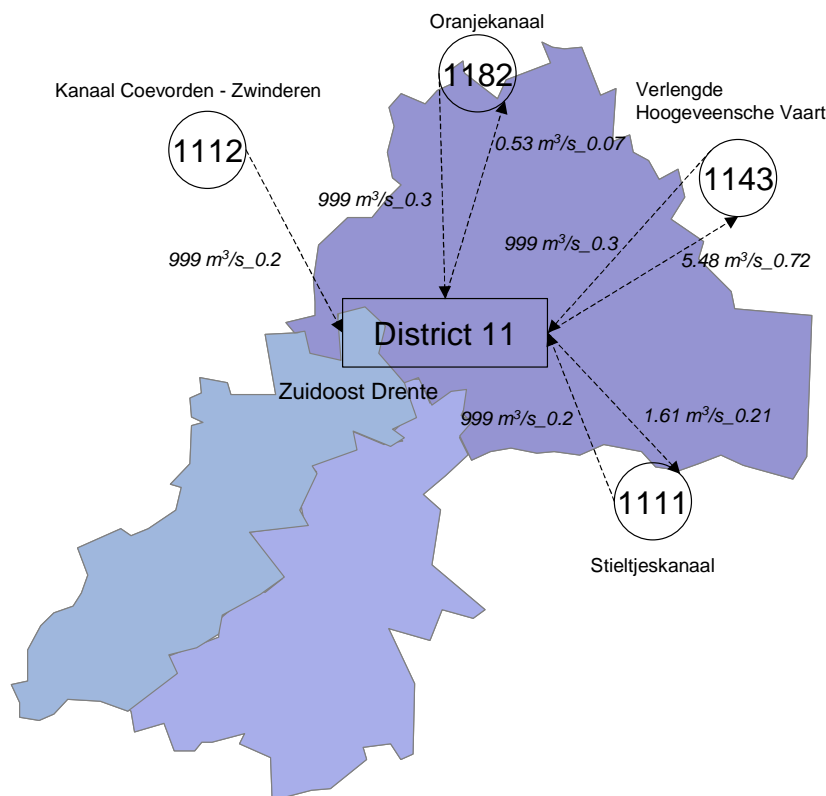 Oranjekanaal
1182
Kanaal Coevorden - Zwinderen
1112
Verlengde
Hoogeveensche Vaart
1143
0.53 m³/s_0.07
999 m³/s_0.3
999 m³/s_0.2
999 m³/s_0.3
5.48 m³/s_0.72
District 11
Zuidoost Drente
999 m³/s_0.2
1.61 m³/s_0.21
1111
Stieltjeskanaal